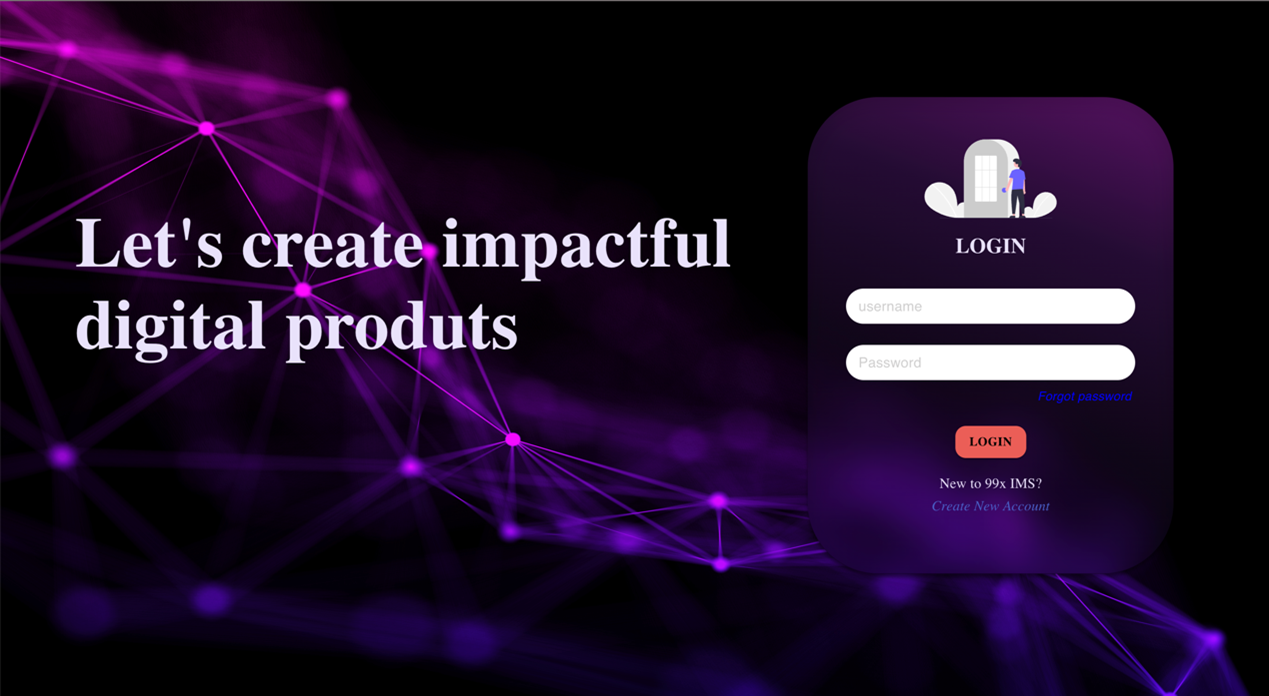 Let's create impactful
digital produts
LOGIN
username
Password
Forgot password
LOGIN
New to 99x IMS?
Create New Account